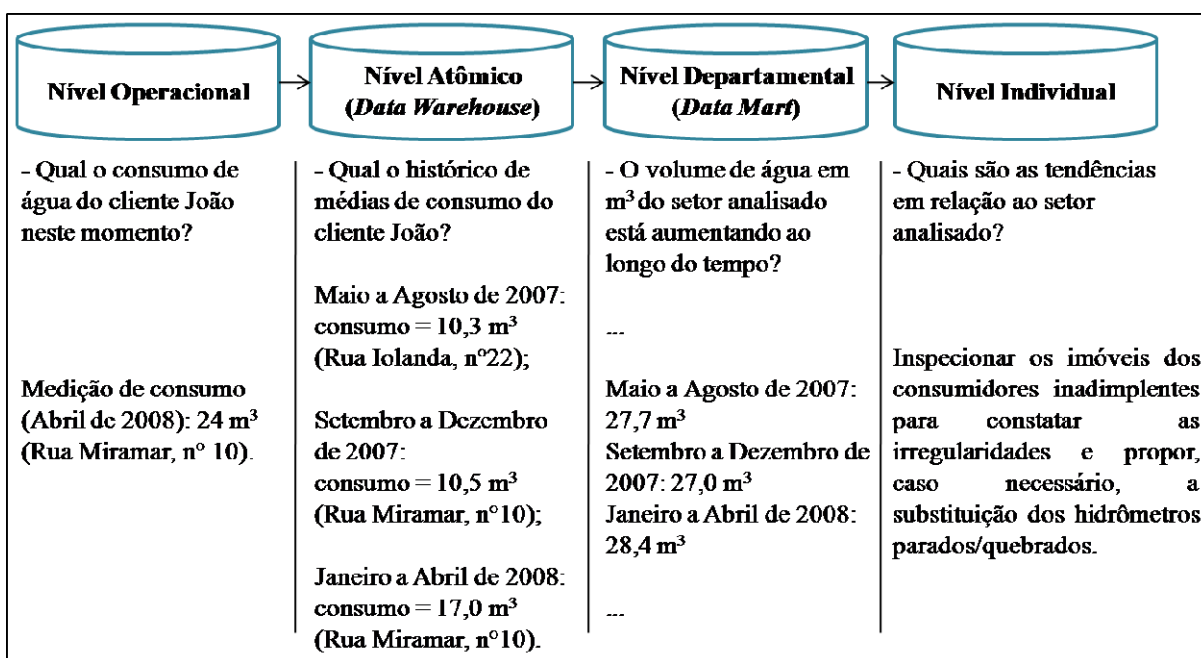 Nível Operacional
Nível Atômico
(Data Warehouse)
Nível Departamental
(Data Mart)
Nível Individual
- Qual o consumo de
água do cliente João
neste momento?
Medição de consumo
(Abril de 2008): 24 m³
(Rua Miramar, n° 10).
- Qual o histórico de
médias de consumo do
cliente João?
Maio a Agosto de 2007:
consumo = 10,3 m³
(Rua Iolanda, nº22);
Setembro a Dezembro
de 2007:
consumo = 10,5 m³
(Rua Miramar, n°10);
Janeiro a Abril de 2008:
consumo = 17,0 m³
(Rua Miramar, n°10).
- O volume de água em
m³ do setor analisado
está aumentando ao
longo do tempo?
...
Maio a Agosto de 2007:
27,7 m³
Setembro a Dezembro de
2007: 27,0 m³
Janeiro a Abril de 2008:
28,4 m³
...
- Quais são as tendências
em relação ao setor
analisado?
Inspecionar os imóveis dos
consumidores inadimplentes
para constatar as
irregularidades e propor,
caso necessário, a
substituição dos hidrômetros
parados/quebrados.